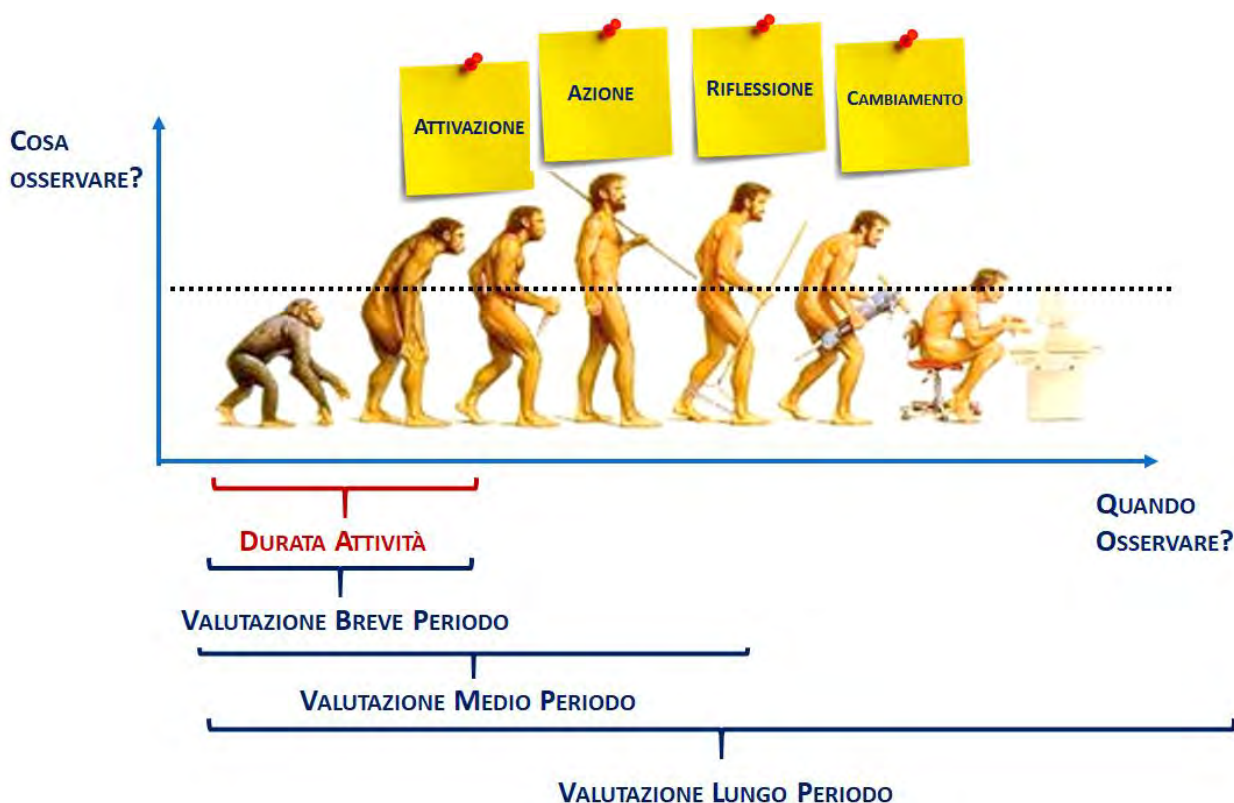 Attivazione
Azione
Riflessione
Cambiamento
Cosa
osservare?
Quando
Osservare?
Durata Attività
Valutazione Breve Periodo
Valutazione Medio Periodo
Valutazione Lungo Periodo